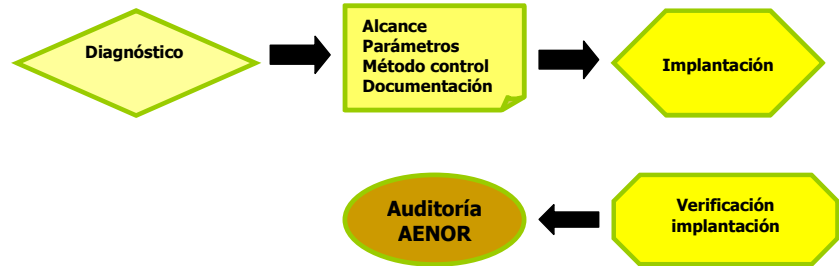 Diagnóstico
Alcance
Parámetros
Método control
Documentación
Implantación
Auditoría
AENOR
Verificación
implantación